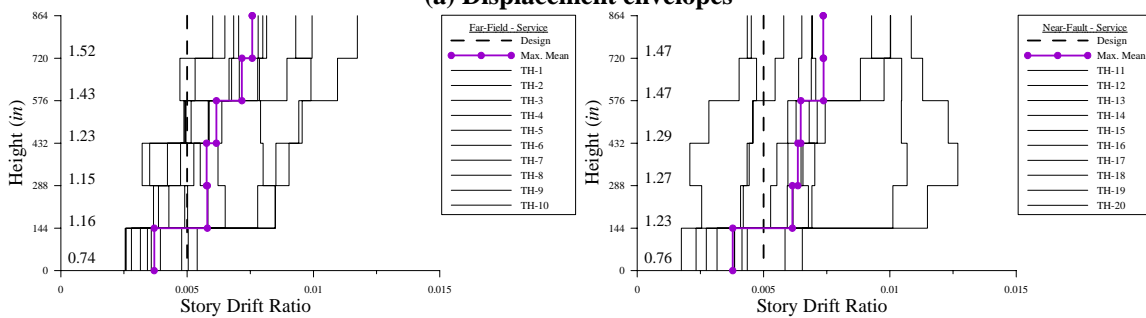 (a) Displacement envelopes
864
720
576
432
288
144
0
Height (in)
1.52
1.43
1.23
1.15
1.16
0.74
0
0.005
0.01
0.015
Story Drift Ratio
Far-Field - Service
Design
Max. Mean
TH-1
TH-2
TH-3
TH-4
TH-5
TH-6
TH-7
TH-8
TH-9
TH-10
864
720
576
432
288
144
0
Height (in)
1.47
1.47
1.29
1.27
1.23
0.76
0
0.005
0.01
0.015
Story Drift Ratio
Near-Fault - Service
Design
Max. Mean
TH-11
TH-12
TH-13
TH-14
TH-15
TH-16
TH-17
TH-18
TH-19
TH-20